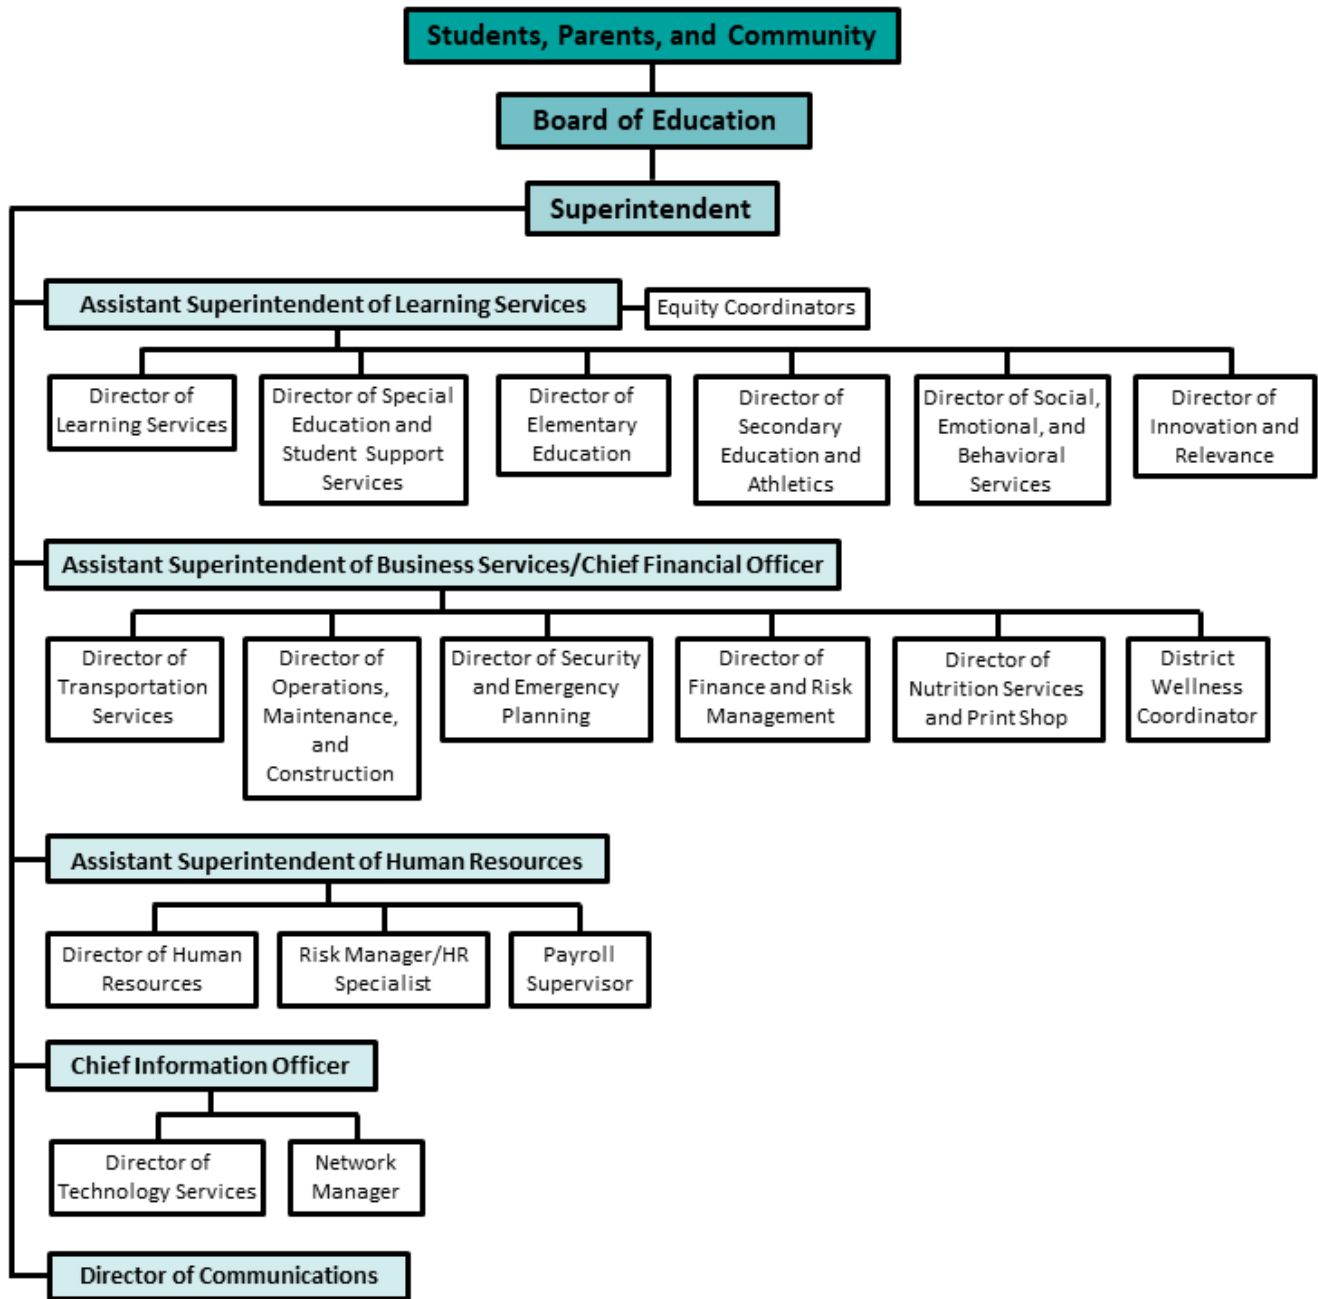 Students, Parents, and Community
Board of Education
Superintendent
Assistant Superintendent of Learning Services
Equity Coordinators
Director of
Learning Services
Director of Special
Education and
Student Support
Services
Director of
Elementary
Education
Director of
Secondary
Education and
Athletics
Director of Social,
Emotional, and
Behavioral
Services
Director of
Innovation and
Relevance
Assistant Superintendent of Business Services/Chief Financial Officer
Director of
Transportation
Services
Director of
Operations,
Maintenance,
and
Construction
Director of Security
and Emergency
Planning
Director of
Finance and Risk
Management
Director of
Nutrition Services
and Print Shop
District
Wellness
Coordinator
Assistant Superintendent of Human Resources
Director of Human
Resources
Risk Manager/HR
Specialist
Payroll
Supervisor
Chief Information Officer
Director of
Technology Services
Network
Manager
Director of Communications